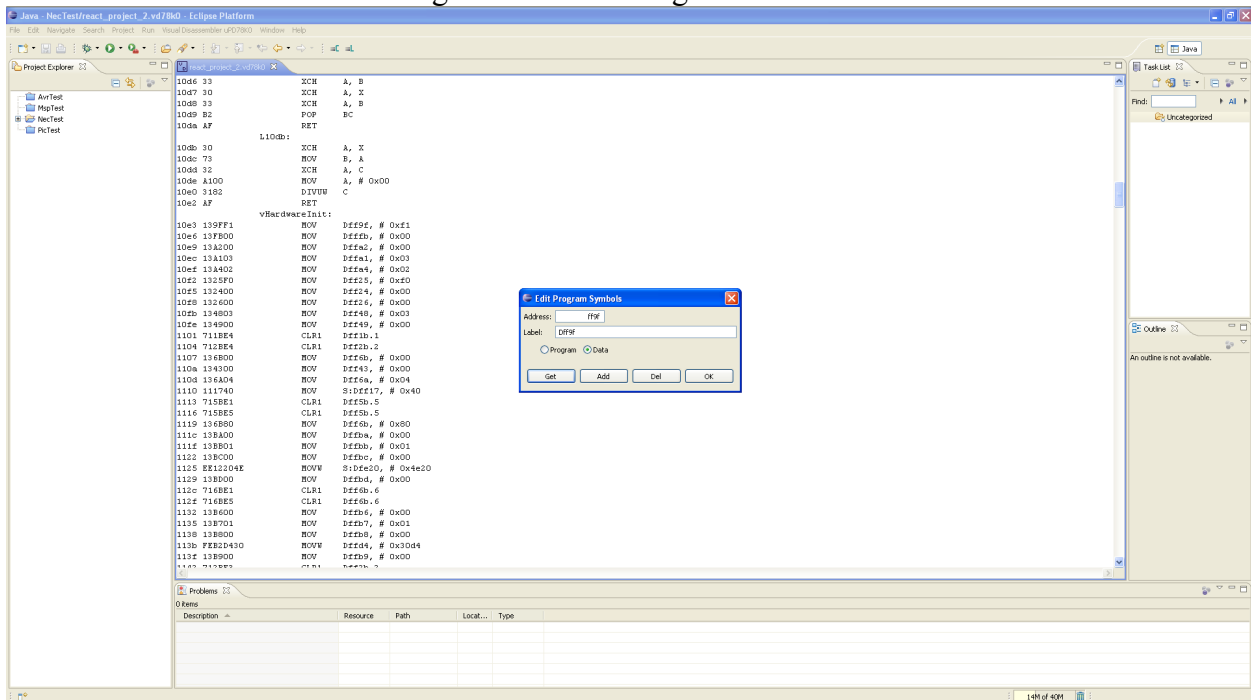 Java - NecTest/react_project_2.vd78k0 - Eclipse Platform
File Edit Navigate Search Project Run Visual Disassembler uPD78K0 Window Help
Java
Project Explorer
AvrTest
MspTest
NecTest
PicTest
react_project_2.vd78k0
10d6 33 XCH A, B
10d7 30 XCH A, X
10d8 33 XCH A, B
10d9 B2 POP BC
10da AF RET
L10db:
10db 30 XCH A, X
10dc 73 MOV B, A
10dd 32 XCH A, C
10de A100 MOV A, # 0x00
10e0 3182 DIVUW C
10e2 AF RET
vHardwareInit:
10e3 139FF1 MOV Dff9f, # 0xf1
10e6 13FB00 MOV Dfffb, # 0x00
10e9 13A200 MOV Dffa2, # 0x00
10ec 13A103 MOV Dffa1, # 0x03
10ef 13A402 MOV Dffa4, # 0x02
10f2 1325F0 MOV Dff25, # 0xf0
10f5 132400 MOV Dff24, # 0x00
10f8 132600 MOV Dff26, # 0x00
10fb 134803 MOV Dff48, # 0x03
10fe 134900 MOV Dff49, # 0x00
1101 711BE4 CLR1 Dff1b.1
1104 712BE4 CLR1 Dff2b.2
1107 136B00 MOV Dff6b, # 0x00
110a 134300 MOV Dff43, # 0x00
110d 136A04 MOV Dff6a, # 0x04
1110 111740 MOV S:Dff17, # 0x40
1113 715BE1 CLR1 Dff5b.5
1116 715BE5 CLR1 Dff5b.5
1119 136B80 MOV Dff6b, # 0x80
111c 13BA00 MOV Dffba, # 0x00
111f 13BB01 MOV Dffbb, # 0x01
1122 13BC00 MOV Dffbc, # 0x00
1125 EE12204E MOVW S:Dfe20, # 0x4e20
1129 13BD00 MOV Dffbd, # 0x00
112c 716BE1 CLR1 Dff6b.6
112f 716BE5 CLR1 Dff6b.6
1132 13B600 MOV Dffb6, # 0x00
1135 13B701 MOV Dffb7, # 0x01
1138 13B800 MOV Dffb8, # 0x00
113b FEB2D430 MOVW Dffd4, # 0x30d4
113f 13B900 MOV Dffb9, # 0x00
Edit Program Symbols
Address: ff9f
Label: Dff9f
Program Data
Get Add Del OK
Task List
Find: All
Uncategorized
Outline
An outline is not available.
Problems
0 items
Description Resource Path Locat... Type
14M of 40M